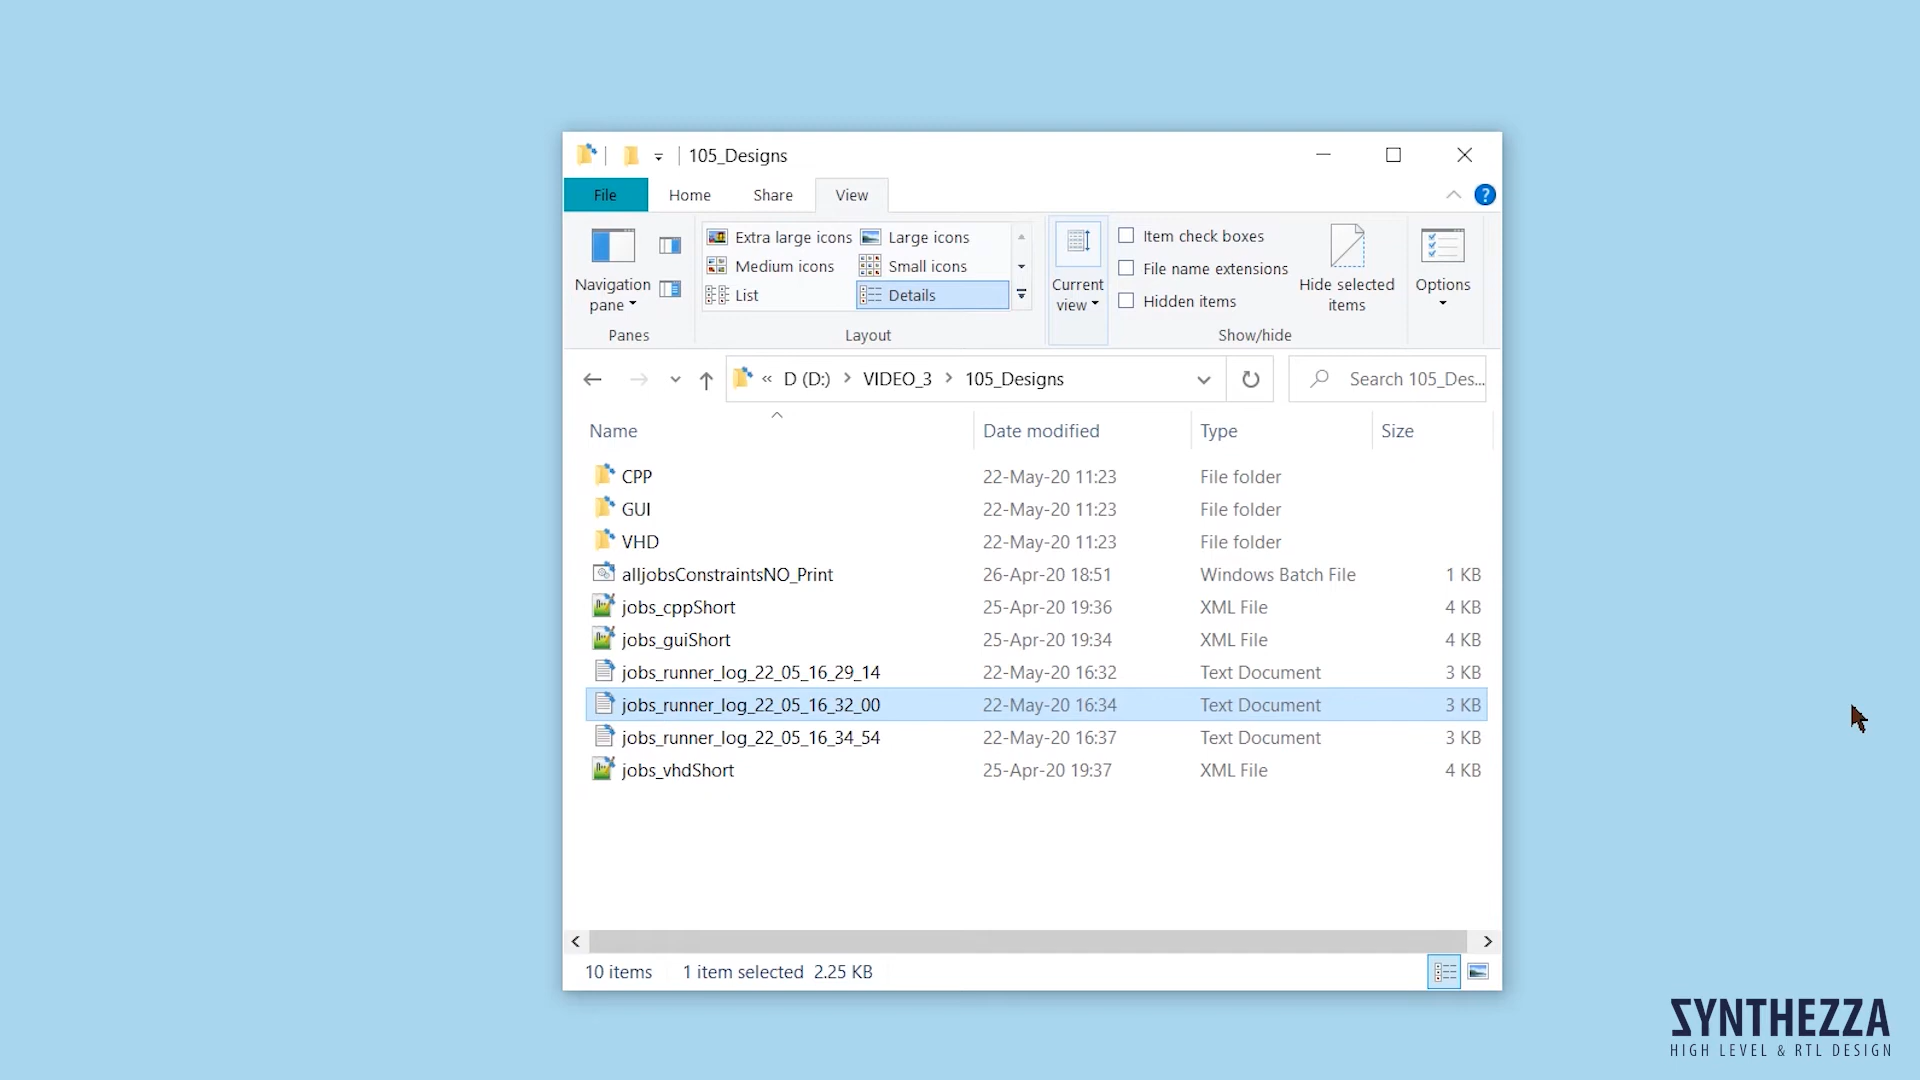 105_Designs
File Home Share View
Extra large icons Large icons
Medium icons Small icons
List Details
Navigation pane
Current view
Item check boxes
File name extensions
Hidden items
Hide selected items
Options
Panes Layout Show/hide
« D (D:) > VIDEO_3 > 105_Designs
Search 105_Des...
Name Date modified Type Size
CPP 22-May-20 11:23 File folder
GUI 22-May-20 11:23 File folder
VHD 22-May-20 11:23 File folder
alljobsConstraintsNO_Print 26-Apr-20 18:51 Windows Batch File 1 KB
jobs_cppShort 25-Apr-20 19:36 XML File 4 KB
jobs_guiShort 25-Apr-20 19:34 XML File 4 KB
jobs_runner_log_22_05_16_29_14 22-May-20 16:32 Text Document 3 KB
jobs_runner_log_22_05_16_32_00 22-May-20 16:34 Text Document 3 KB
jobs_runner_log_22_05_16_34_54 22-May-20 16:37 Text Document 3 KB
jobs_vhdShort 25-Apr-20 19:37 XML File 4 KB
10 items 1 item selected 2.25 KB
SYNTHEZZA
HIGH LEVEL & RTL DESIGN